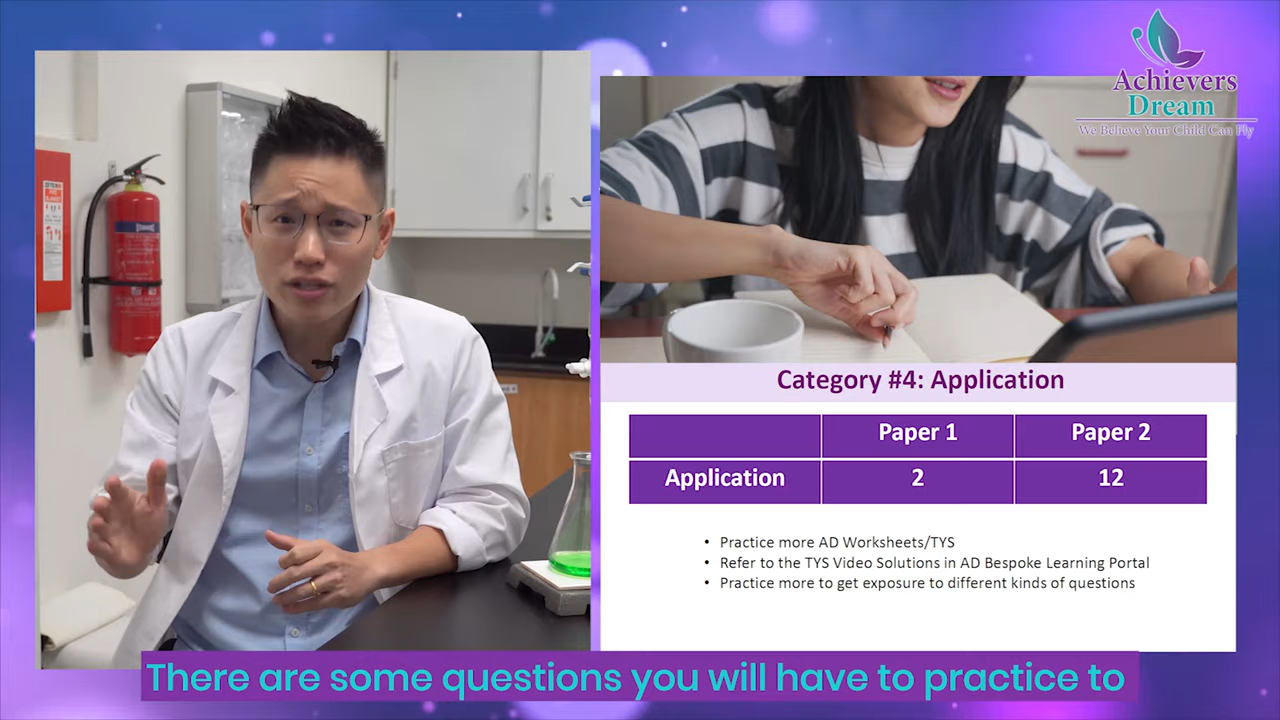 Achievers
Dream
We Believe Your Child Can Fly
Category #4: Application
Paper 1
Paper 2
Application
2
12
• Practice more AD Worksheets/TYS
• Refer to the TYS Video Solutions in AD Bespoke Learning Portal
• Practice more to get exposure to different kinds of questions
There are some questions you will have to practice to